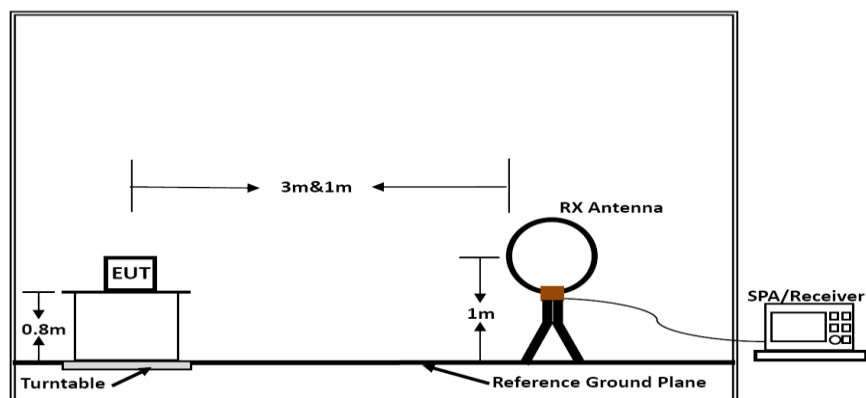 3m&1m
RX Antenna
EUT
SPA/Receiver
0.8m
1m
Turntable
Reference Ground Plane